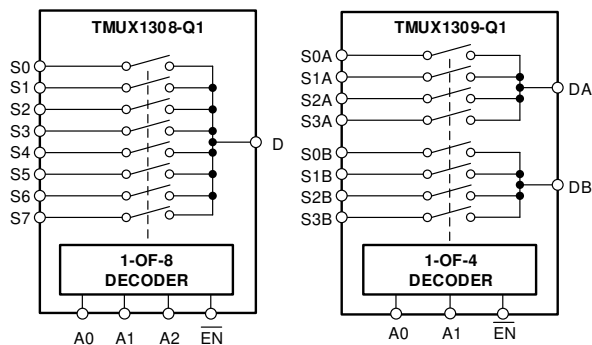 TMUX1308-Q1
S0
S1
S2
S3
S4
S5
S6
S7
D
1-OF-8
DECODER
A0 A1 A2 EN
TMUX1309-Q1
S0A
S1A
S2A
S3A
DA
S0B
S1B
S2B
S3B
DB
1-OF-4
DECODER
A0 A1 EN